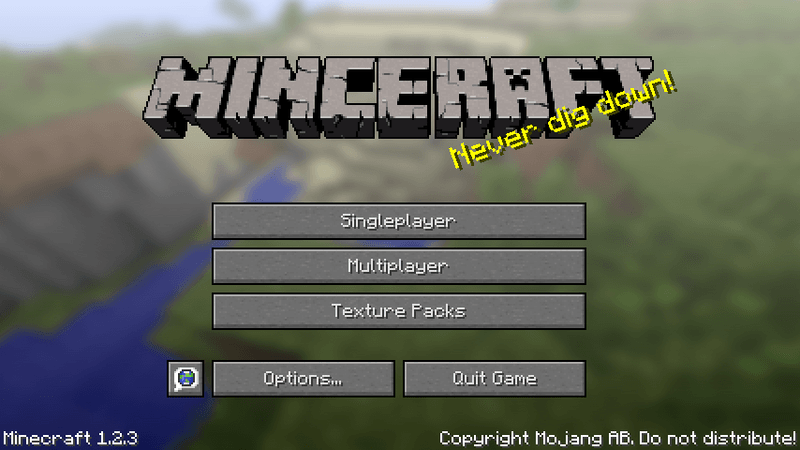 MINCERAFT
Never dig down!
Singleplayer
Multiplayer
Texture Packs
Options...
Quit Game
Minecraft 1.2.3
Copyright Mojang AB. Do not distribute!